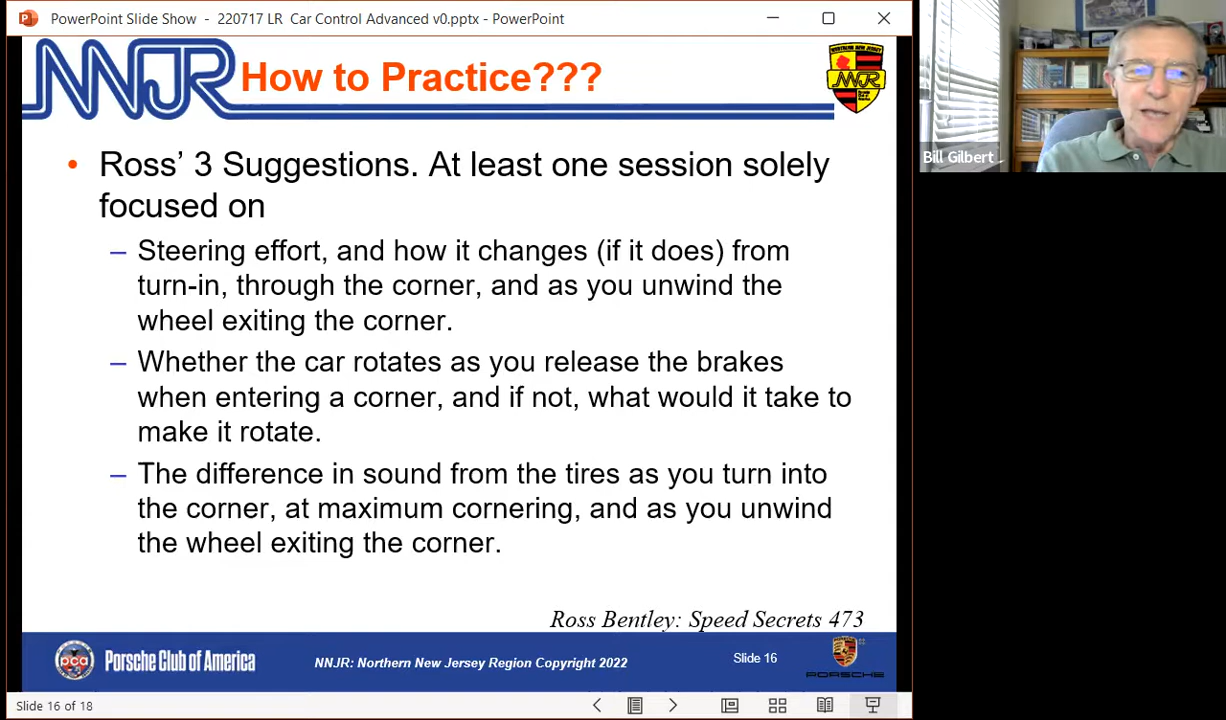 PowerPoint Slide Show - 220717 LR Car Control Advanced v0.pptx - PowerPoint
NNJR
How to Practice???
NNJR
• Ross’ 3 Suggestions. At least one session solely
focused on
– Steering effort, and how it changes (if it does) from
turn-in, through the corner, and as you unwind the
wheel exiting the corner.
– Whether the car rotates as you release the brakes
when entering a corner, and if not, what would it take to
make it rotate.
– The difference in sound from the tires as you turn into
the corner, at maximum cornering, and as you unwind
the wheel exiting the corner.
Ross Bentley: Speed Secrets 473
pca
Porsche Club of America
NNJR: Northern New Jersey Region Copyright 2022
Slide 16
PORSCHE
Slide 16 of 18
Bill Gilbert